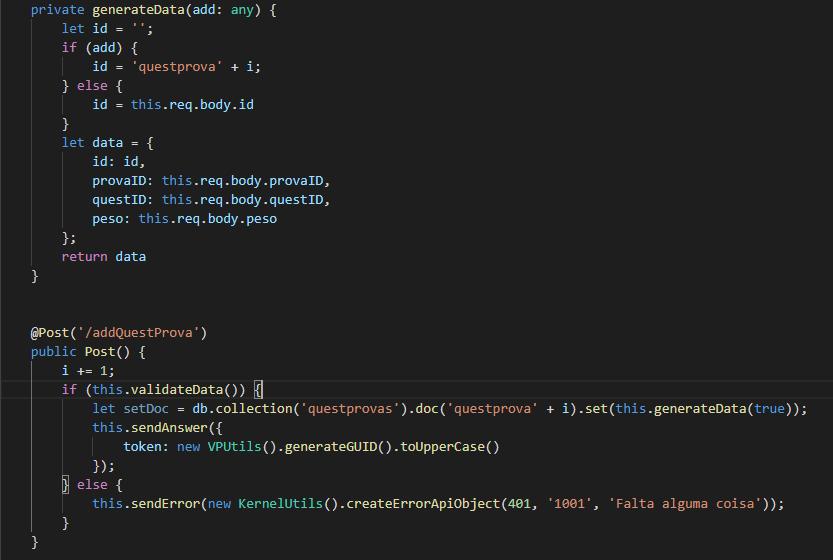 private generateData(add: any) {
let id = '';
if (add) {
id = 'questprova' + i;
} else {
id = this.req.body.id
}
let data = {
id: id,
provaID: this.req.body.provaID,
questID: this.req.body.questID,
peso: this.req.body.peso
};
return data
}
@Post('/addQuestProva')
public Post() {
i += 1;
if (this.validateData()) {
let setDoc = db.collection('questprovas').doc('questprova' + i).set(this.generateData(true));
this.sendAnswer({
token: new VPUtils().generateGUID().toUpperCase()
});
} else {
this.sendError(new KernelUtils().createErrorApiObject(401, '1001', 'Falta alguma coisa'));
}
}